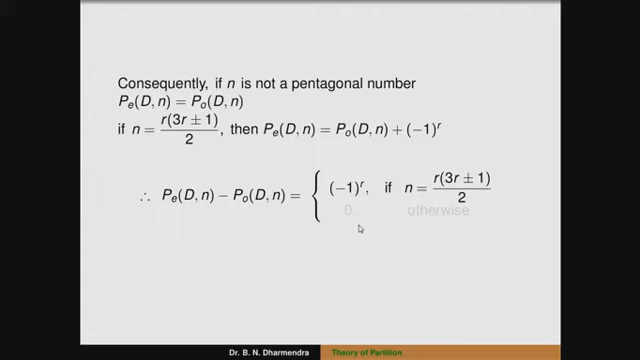 Consequently, if n is not a pentagonal number
P_e(D, n) = P_o(D, n)
if n = r(3r ± 1)/2, then P_e(D, n) = P_o(D, n) + (−1)^r
∴ P_e(D, n) − P_o(D, n) = { (−1)^r, if n = r(3r ± 1)/2
0 otherwise
Dr. B. N. Dharmendra Theory of Partition